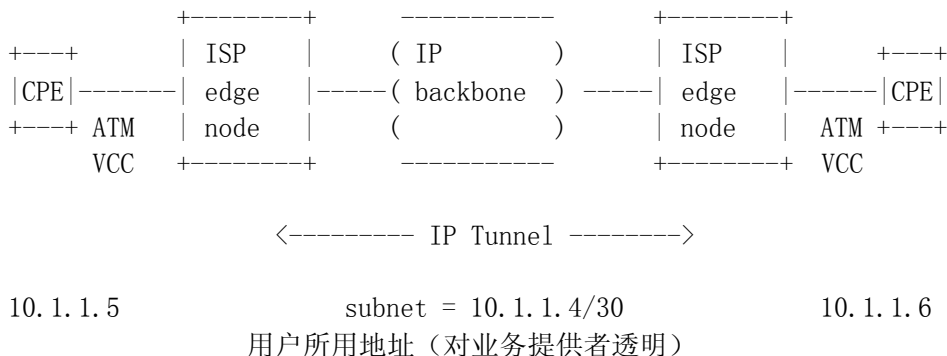 +--------+ ----------- +--------+
+---+ | ISP | ( IP ) | ISP | +---+
|CPE|-------| edge |-----( backbone ) -----| edge |------|CPE|
+---+ ATM | node | ( ) | node | ATM +---+
VCC +--------+ ----------- +--------+ VCC
<--------- IP Tunnel -------->
10.1.1.5 subnet = 10.1.1.4/30 10.1.1.6
用户所用地址（对业务提供者透明）